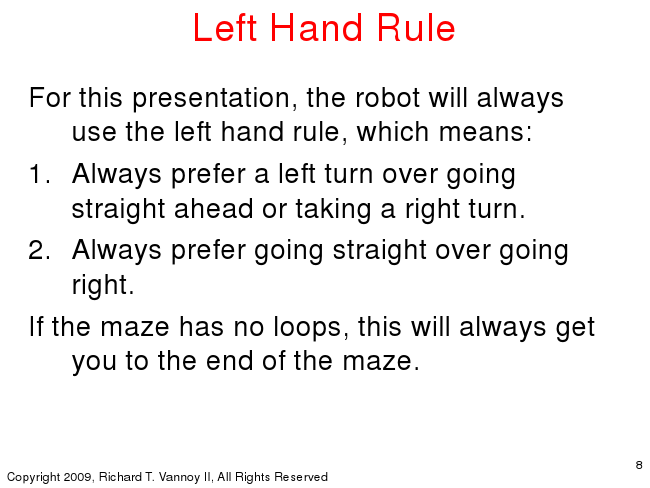 Left Hand Rule
For this presentation, the robot will always
use the left hand rule, which means:
1. Always prefer a left turn over going
straight ahead or taking a right turn.
2. Always prefer going straight over going
right.
If the maze has no loops, this will always get
you to the end of the maze.
8
Copyright 2009, Richard T. Vannoy II, All Rights Reserved